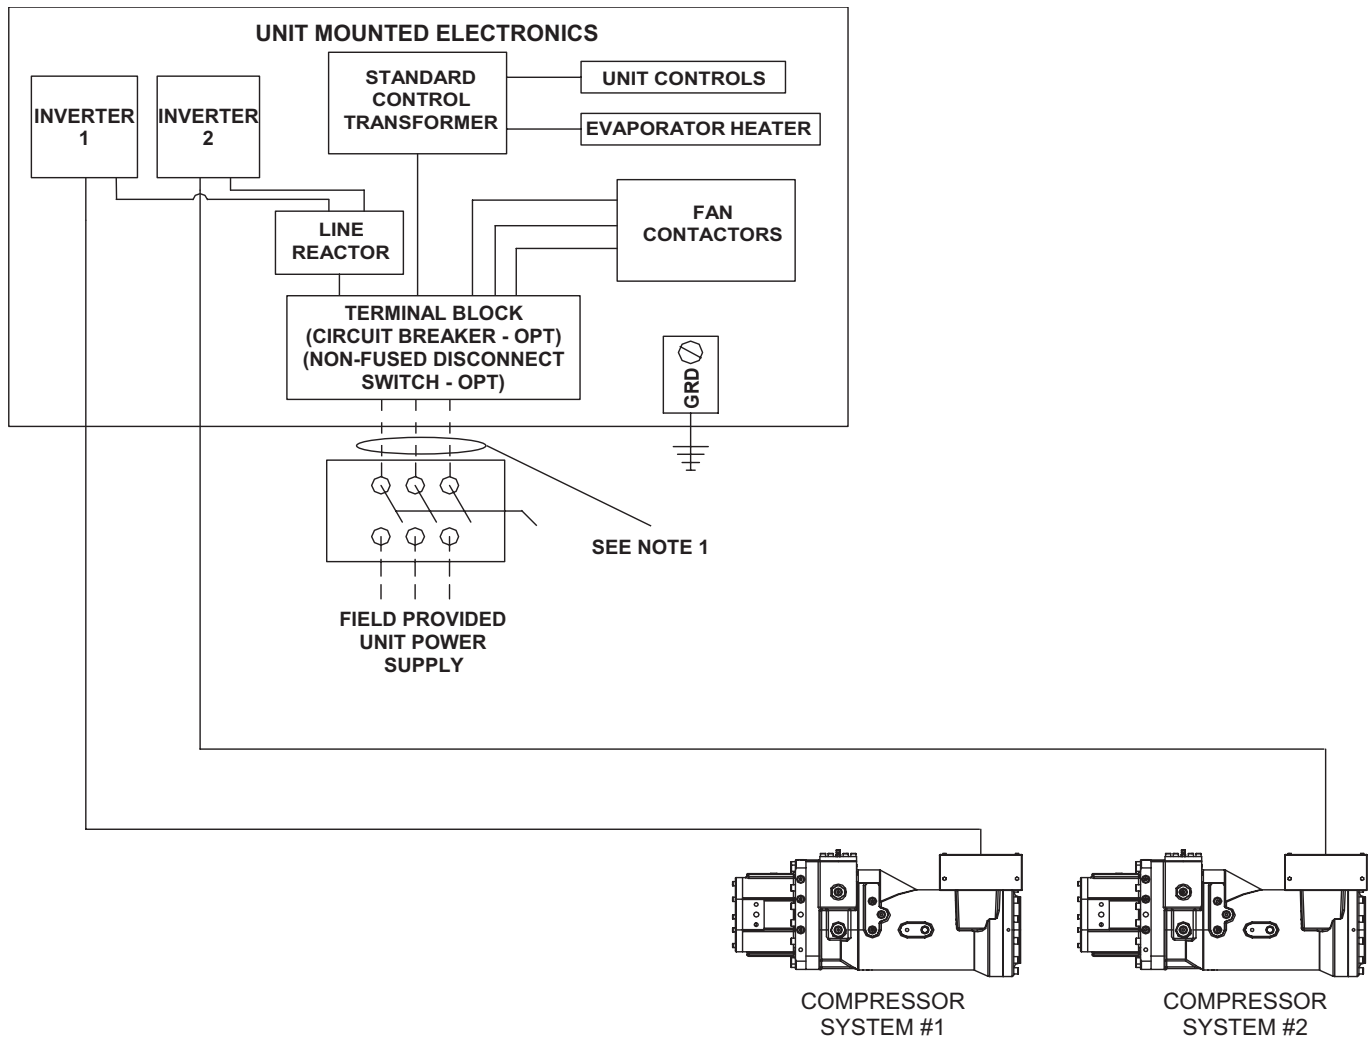 UNIT MOUNTED ELECTRONICS
INVERTER
1
INVERTER
2
STANDARD
CONTROL
TRANSFORMER
UNIT CONTROLS
EVAPORATOR HEATER
LINE
REACTOR
FAN
CONTACTORS
TERMINAL BLOCK
(CIRCUIT BREAKER - OPT)
(NON-FUSED DISCONNECT
SWITCH - OPT)
GRD
SEE NOTE 1
FIELD PROVIDED
UNIT POWER
SUPPLY
COMPRESSOR
SYSTEM #1
COMPRESSOR
SYSTEM #2